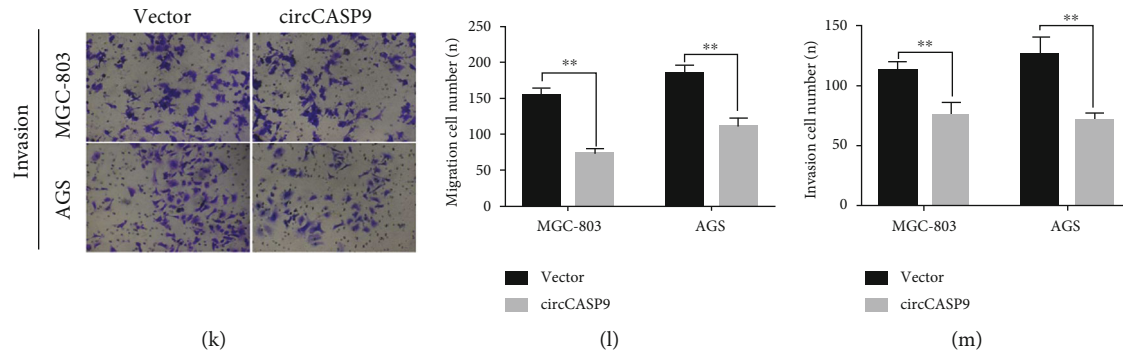 Vector circCASP9
Invasion
MGC-803
AGS
(k)
Migration cell number (n)
250
200
150
100
50
0
**
**
MGC-803 AGS
Vector
circCASP9
(l)
Invasion cell number (n)
150
100
50
0
**
**
MGC-803 AGS
Vector
circCASP9
(m)